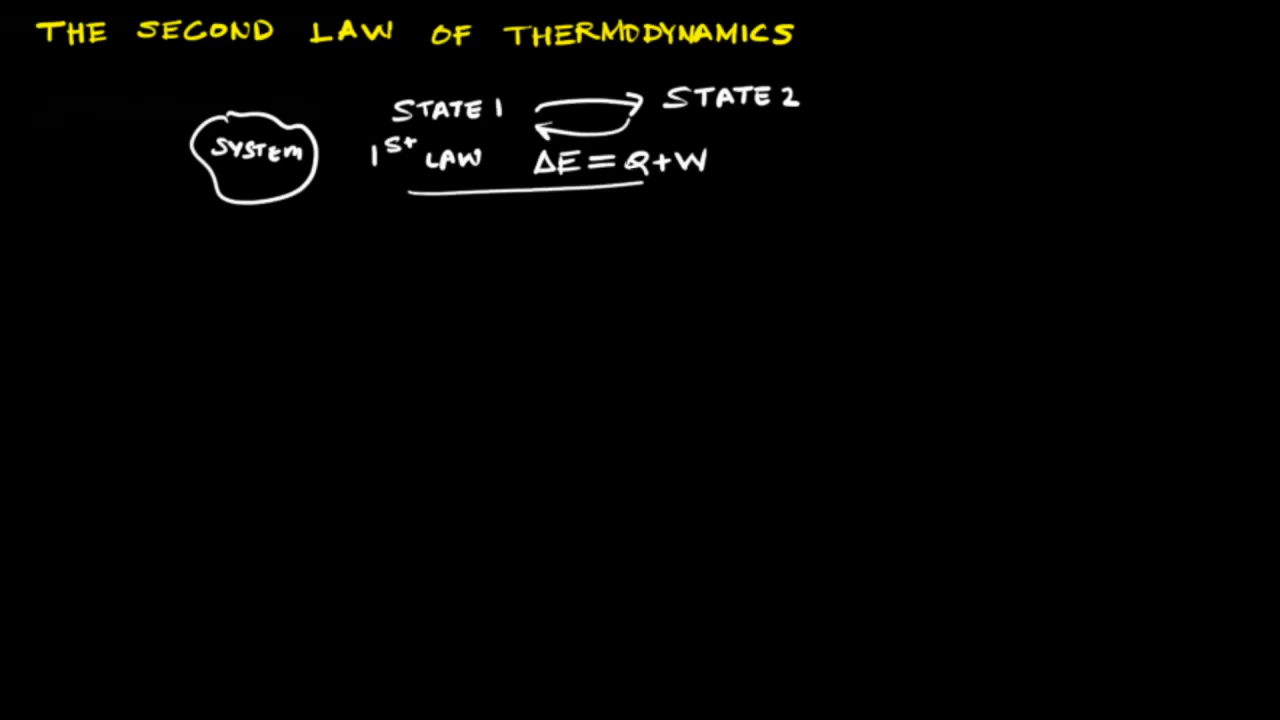 THE SECOND LAW OF THERMODYNAMICS
STATE 1 STATE 2
SYSTEM 1st LAW ΔE = Q + W